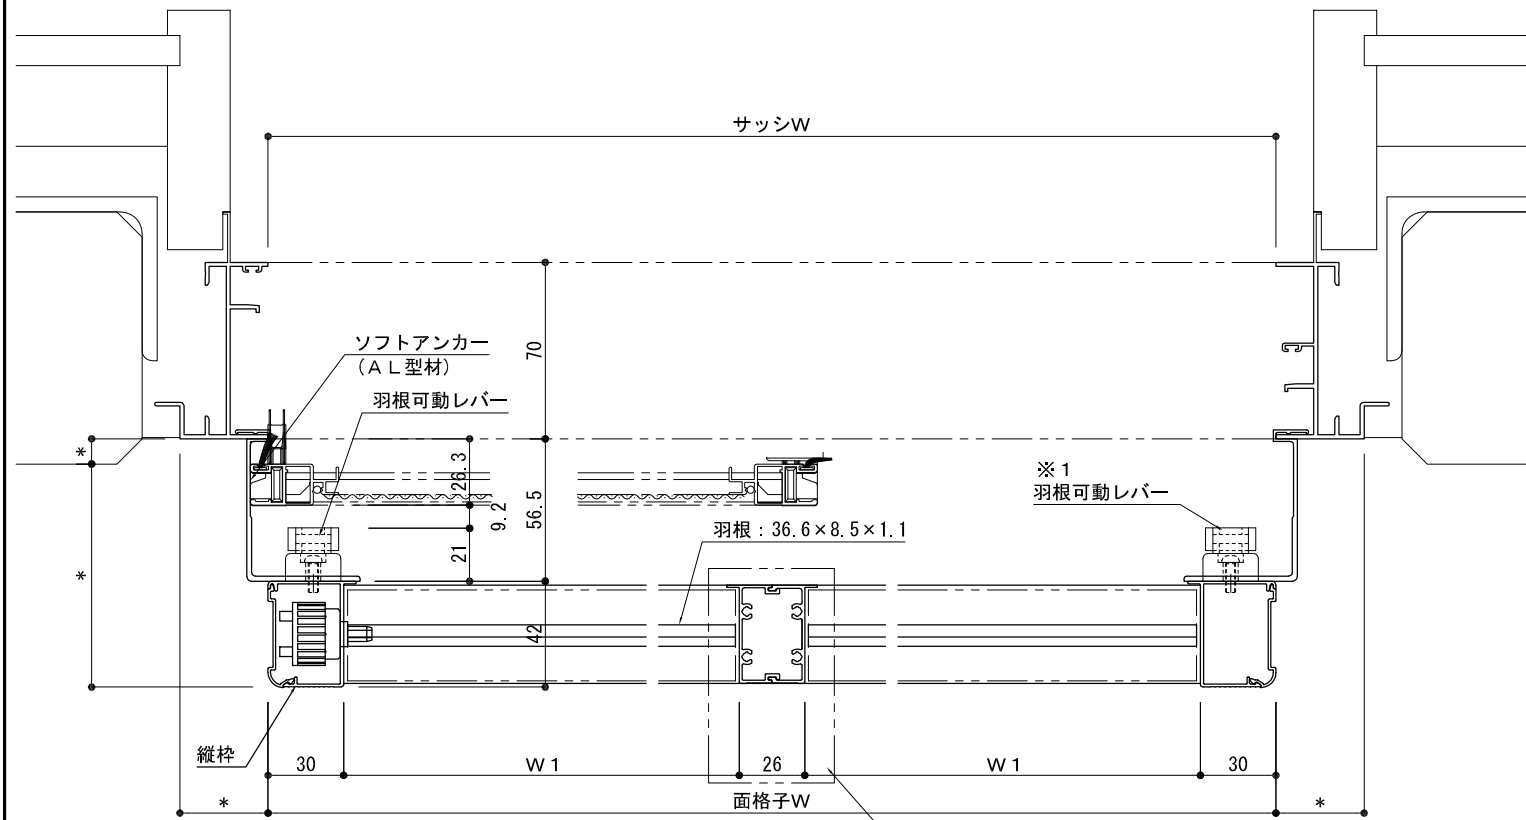 サッシW
ソフトアンカー
(AL型材)
羽根可動レバー
70
*
26.3
9.2
56.5
21
*
※1
羽根可動レバー
羽根:36.6×8.5×1.1
42
縦枠
30
W1
26
W1
30
*
面格子W
*